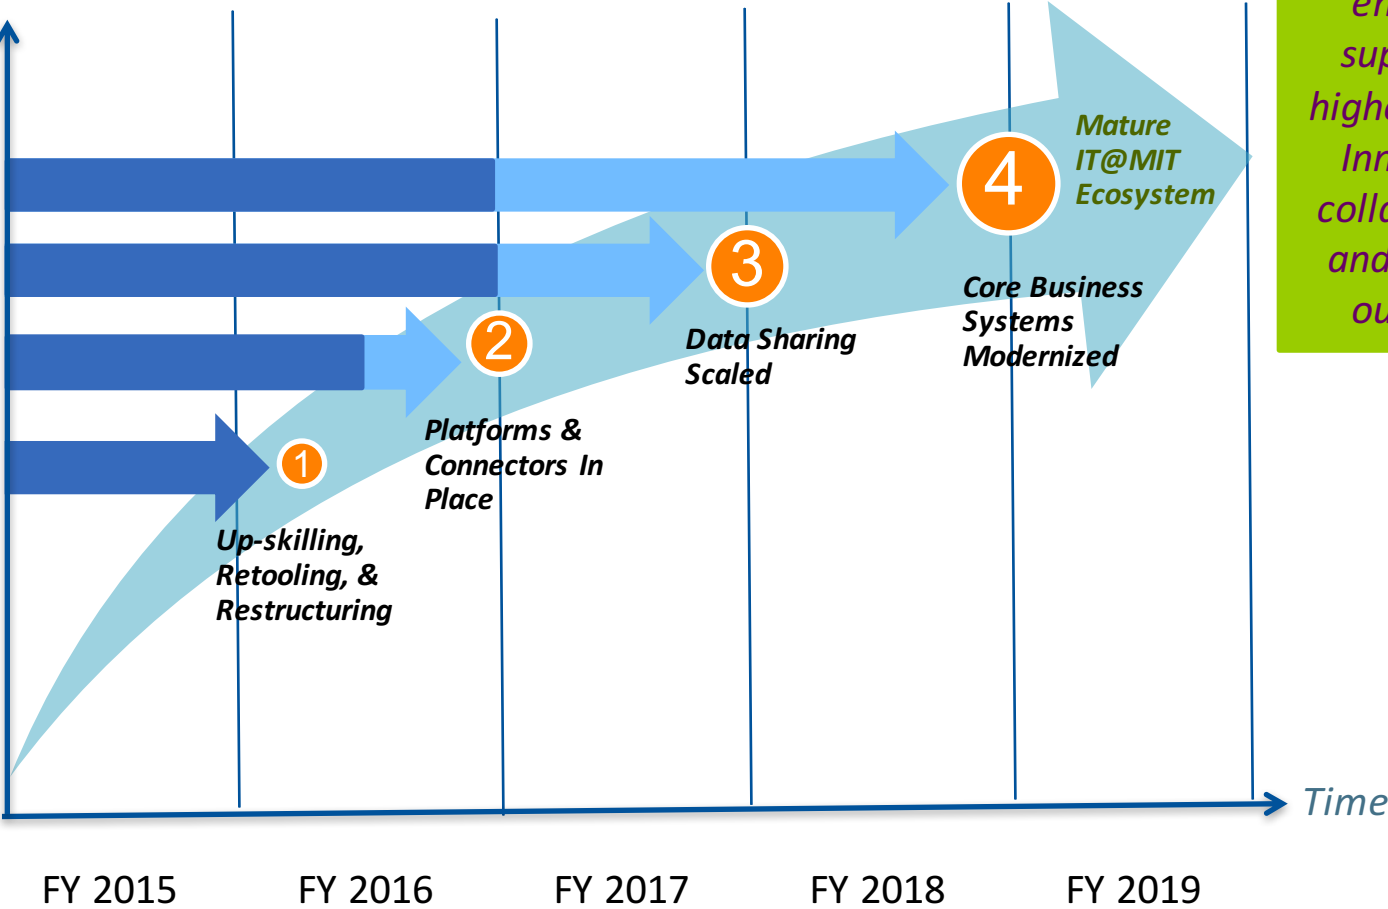 and
4
Mature
IT@MIT
Ecosystem
3
Core Business
Systems
Modernized
2
Data Sharing
Scaled
1
Platforms &
Connectors In
Place
Up-skilling,
Retooling, &
Restructuring
Time
FY 2015 FY 2016 FY 2017 FY 2018 FY 2019